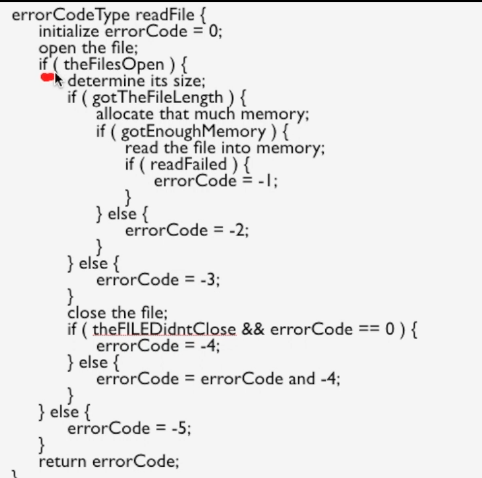 errorCodeType readFile {
initialize errorCode = 0;
open the file;
if ( theFilesOpen ) {
determine its size;
if ( gotTheFileLength ) {
allocate that much memory;
if ( gotEnoughMemory ) {
read the file into memory;
if ( readFailed ) {
errorCode = -1;
}
} else {
errorCode = -2;
}
} else {
errorCode = -3;
}
close the file;
if ( theFILEDidntClose && errorCode == 0 ) {
errorCode = -4;
} else {
errorCode = errorCode and -4;
}
} else {
errorCode = -5;
}
return errorCode;
}